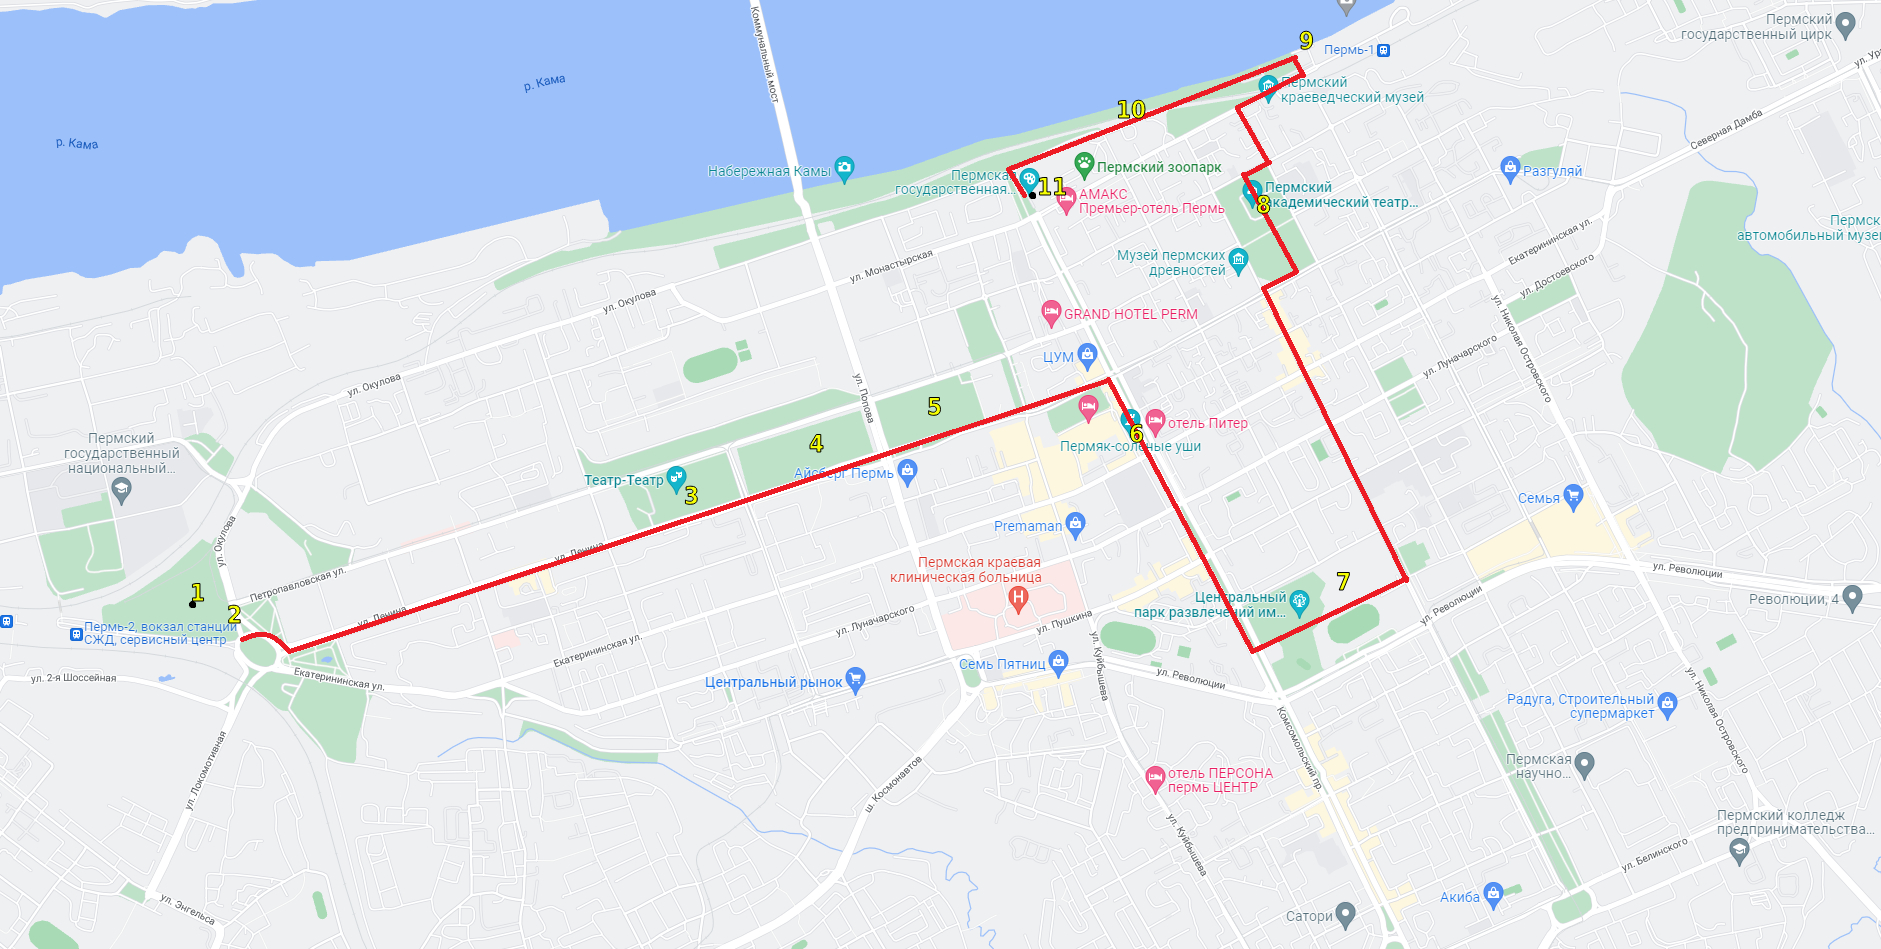 Коммунальный мост
р. Кама
р. Кама
9
Пермь-1
Пермский
государственный цирк
ул. Ур
Пермский
краеведческий музей
10
Северная Дамба
Набережная Камы
Пермска
государственная...
11
Пермский зоопарк
АМАКС
Премьер-отель Пермь
Разгуляй
Пермский
академический театр...
8
Пермск
автомобильный музе
Екатерининская ул.
ул. Достоевского
Музей пермских
древностей
ул. Монастырская
ул. Окулова
GRAND HOTEL PERM
ЦУМ
ул. Николая Островского
ул. Луначарского
ул. Окулова
ул. Попова
5
4
отель Питер
6
Пермяк-соленые уши
Пермский
государственный
национальный...
Театр-Театр
3
Айсберг Пермь
Семья
ул. Окулова
Premaman
ул. Ленина
Пермская краевая
клиническая больница
Петропавловская ул.
1
2
7
ул. Революции
ул. Революции
Революции, 4
Центральный
парк развлечений им...
ул. Ленина
Пермь-2, вокзал станции
СЖД, сервисный центр
ул. Луначарского
ул. Пушкина
Екатерининская ул.
ул. Куйбышева
Семь Пятниц
ул. Революции
ул. 2-я Шоссейная
Екатерининская ул.
Центральный рынок
ул. Николая Островского
Радуга, Строительный
супермаркет
Комсомольский пр.
ул. Локомотивная
ш. Космонавтов
отель ПЕРСОНА
пермь ЦЕНТР
Пермская
научно...
ул. Куйбышева
Пермский колледж
предпринимательства...
ул. Белинского
ул. Энгельса
Акиба
Сатори